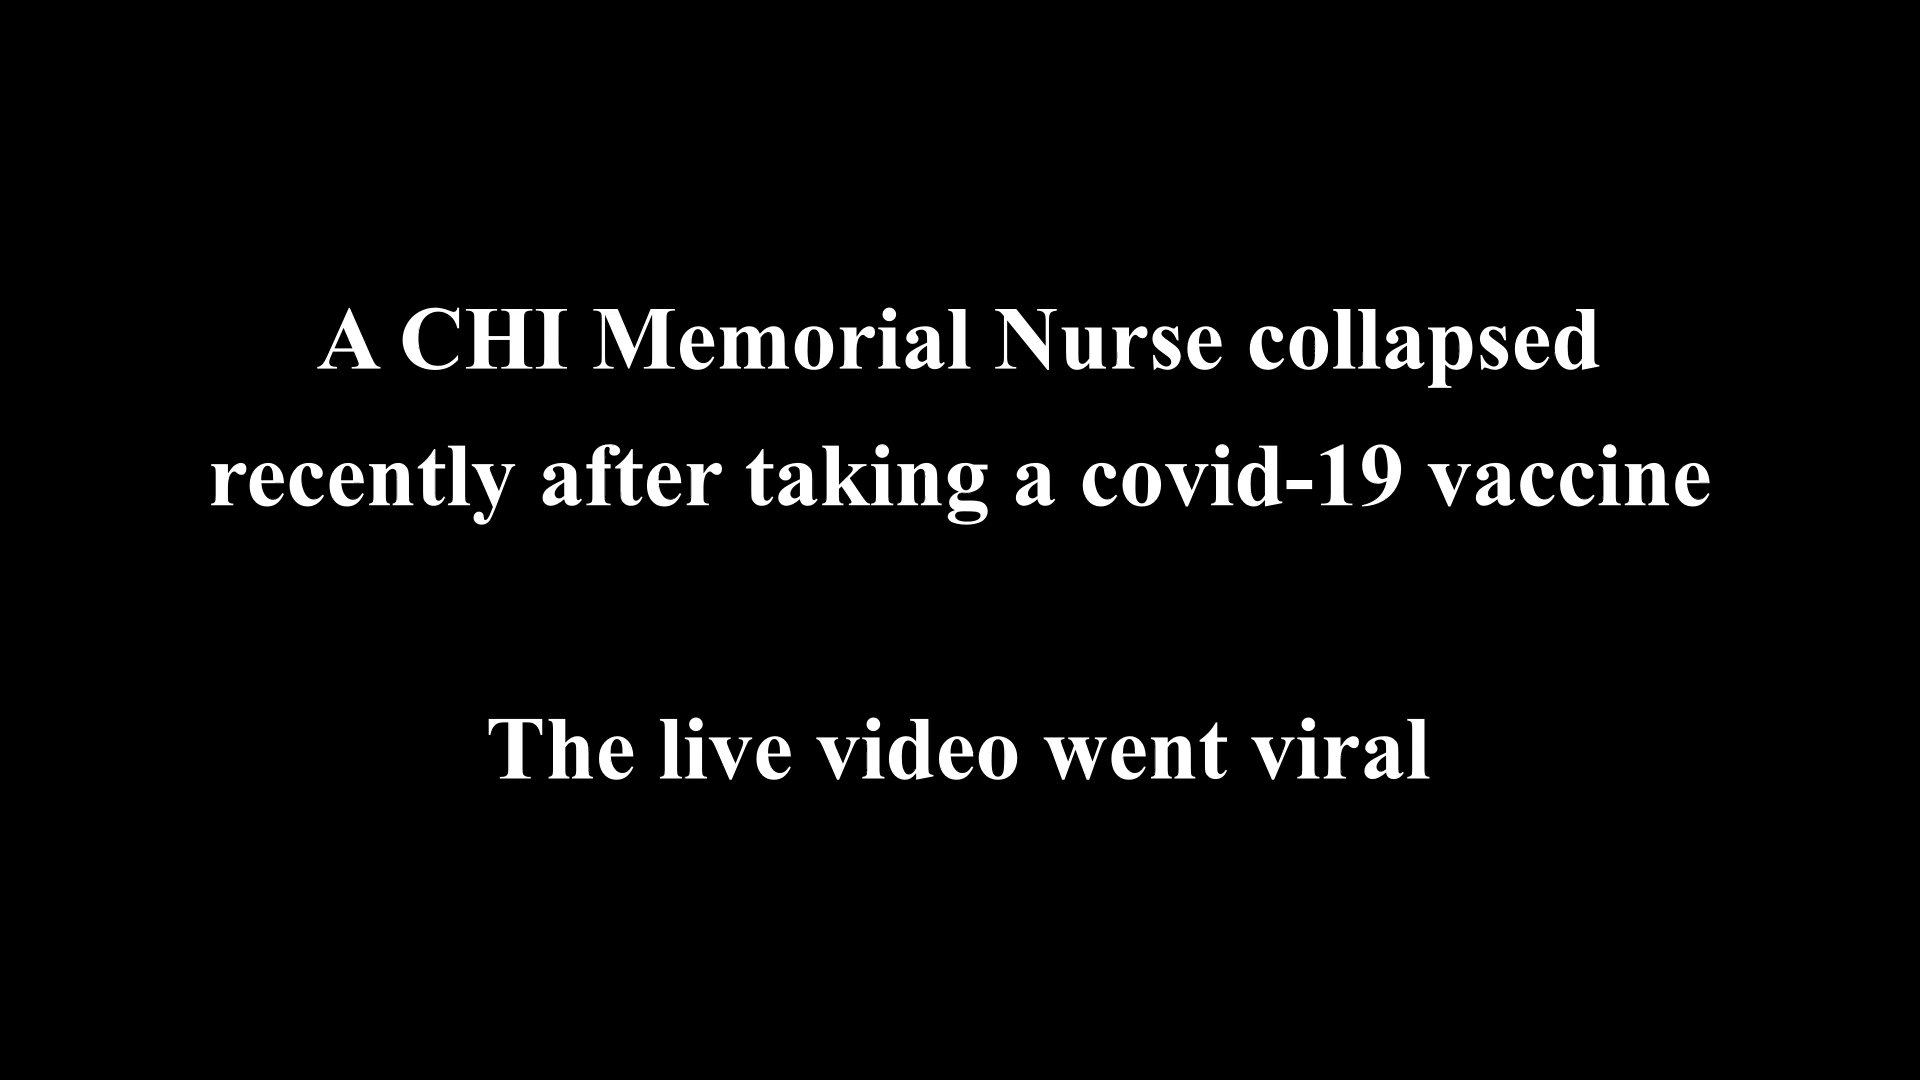 A CHI Memorial Nurse collapsed
recently after taking a covid-19 vaccine
The live video went viral